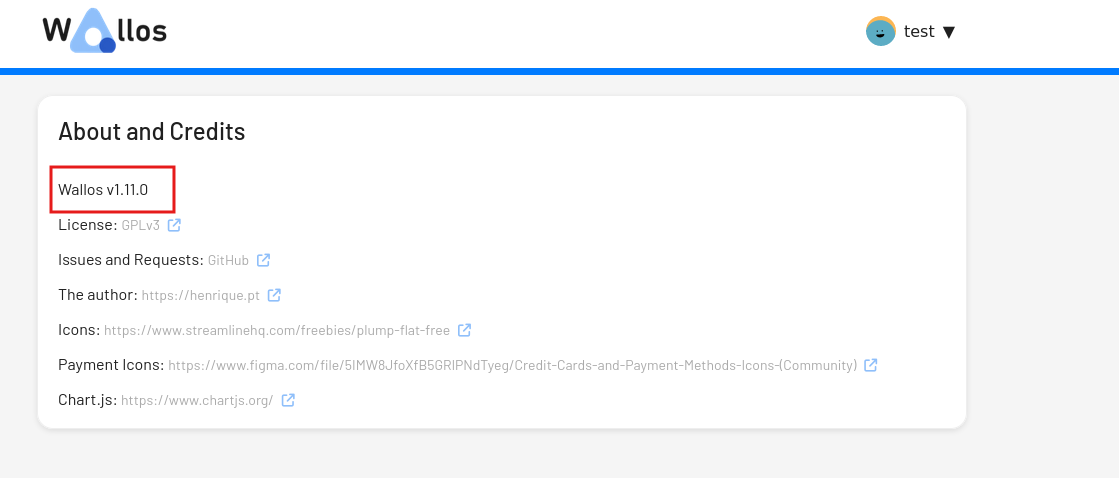 Wallos
test ▼
About and Credits
Wallos v1.11.0
License: GPLv3
Issues and Requests: GitHub
The author: https://henrique.pt
Icons: https://www.streamlinehq.com/freebies/plump-flat-free
Payment Icons: https://www.figma.com/file/5IMW8JfoXfB5GRlPNdTyeg/Credit-Cards-and-Payment-Methods-Icons-(Community)
Chart.js: https://www.chartjs.org/